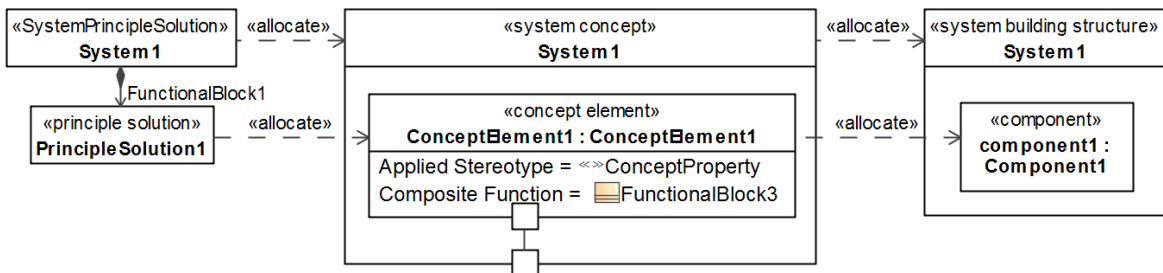 «SystemPrincipleSolution»
System1
«allocate»
«system concept»
System1
«allocate»
«system building structure»
System1
FunctionalBlock1
«principle solution»
PrincipleSolution1
«allocate»
«concept element»
ConceptElement1 : ConceptElement1
Applied Stereotype = «»ConceptProperty
Composite Function = FunctionalBlock3
«allocate»
«component»
component1 :
Component1